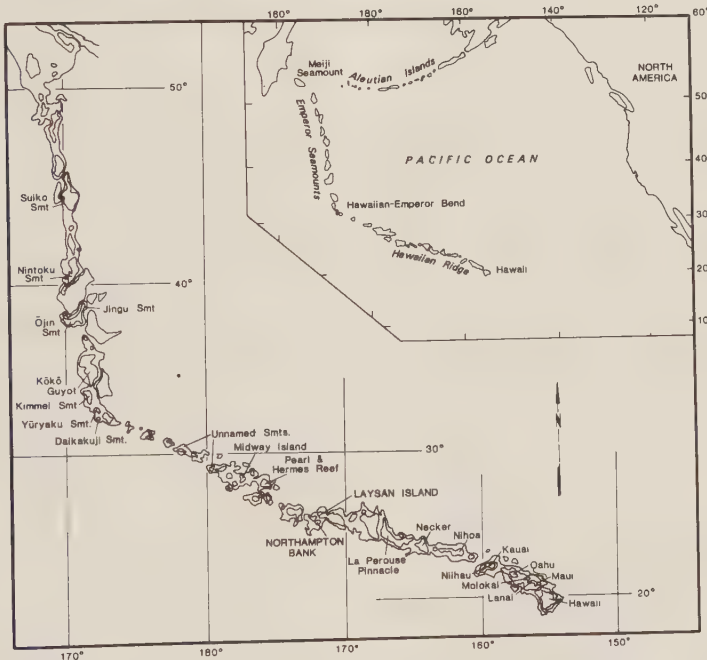 160°
180°
160°
140°
60°
Meiji
Seamount
Aleutian Islands
NORTH
AMERICA
50°
50
Emperor Seamounts
PACIFIC OCEAN
40
Suiko
Smt
Hawaiian-Emperor Bend
30
Hawaiian Ridge
Hawaii
20
Nintoku
Smt
40°
Jingu Smt
10
Ōjin
Smt
Kōkō
Guyot
Kimmel Smt
Yūryaku Smt.
Daikakuji Smt.
N
Unnamed Smts.
30°
Midway Island
Pearl &
Hermes Reef
LAYSAN ISLAND
NORTHAMPTON
BANK
Necker
Nihoa
La Perouse
Pinnacle
Kauai
Niihau
Oahu
Molokai
Maui
Lanai
Hawaii
20°
170°
180°
170°
160°
150°